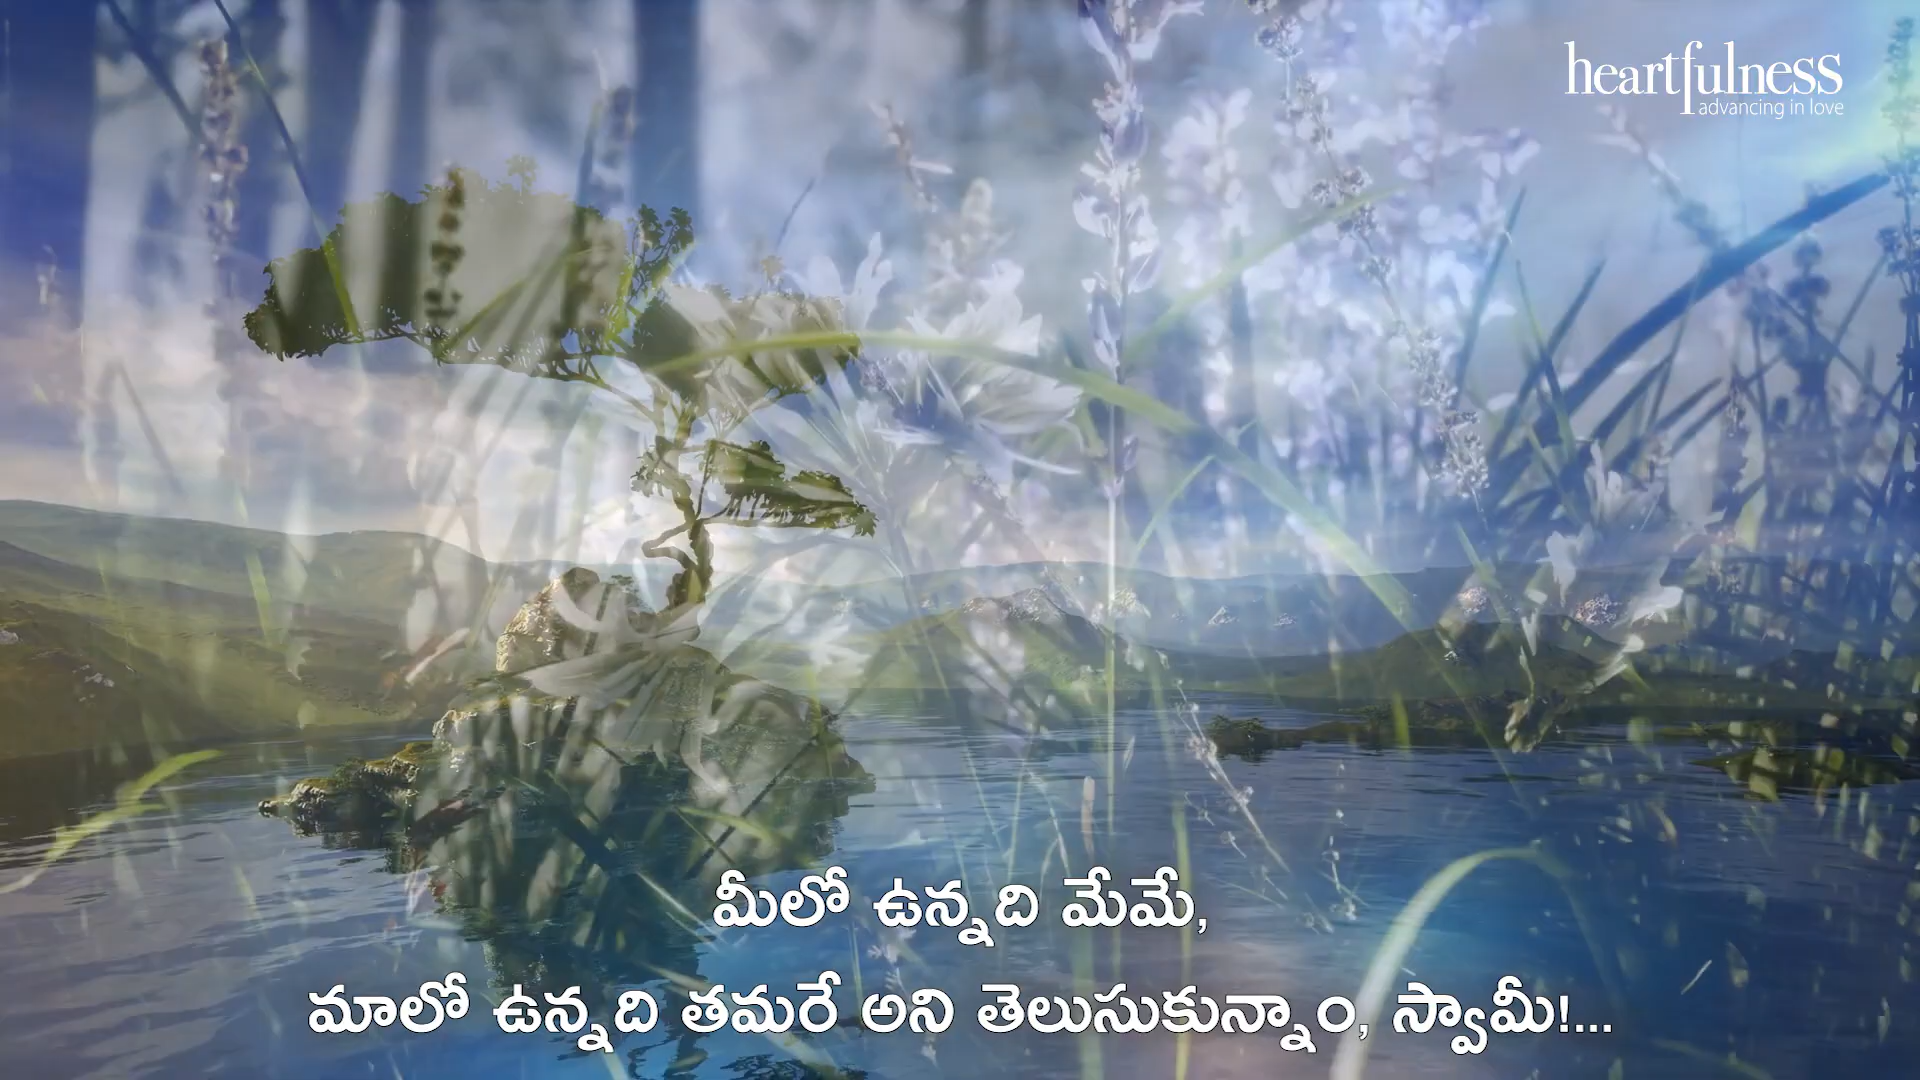 heartfulness
advancing in love
మీలో ఉన్నది మేమే,
మాలో ఉన్నది తమరే అని తెలుసుకున్నాం, స్వామీ!...